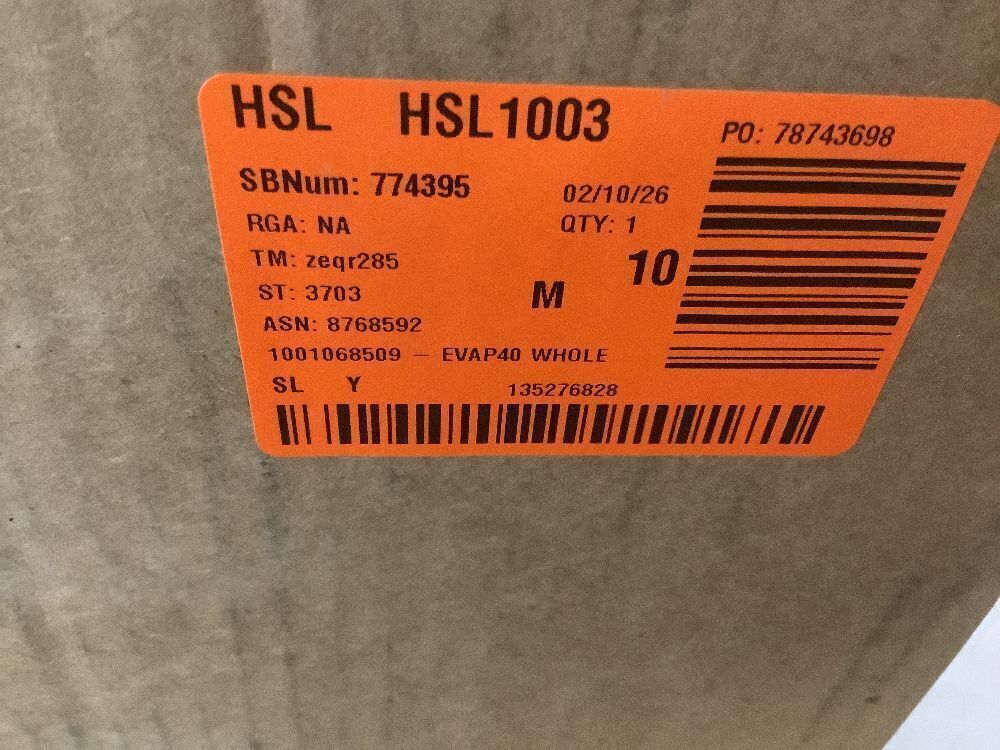 HSL HSL1003
PO: 78743698
SBNum: 774395
02/10/26
RGA: NA
QTY: 1
TM: zeqr285
10
ST: 3703
M
ASN: 8768592
1001068509 – EVAP40 WHOLE
SL Y
135276828